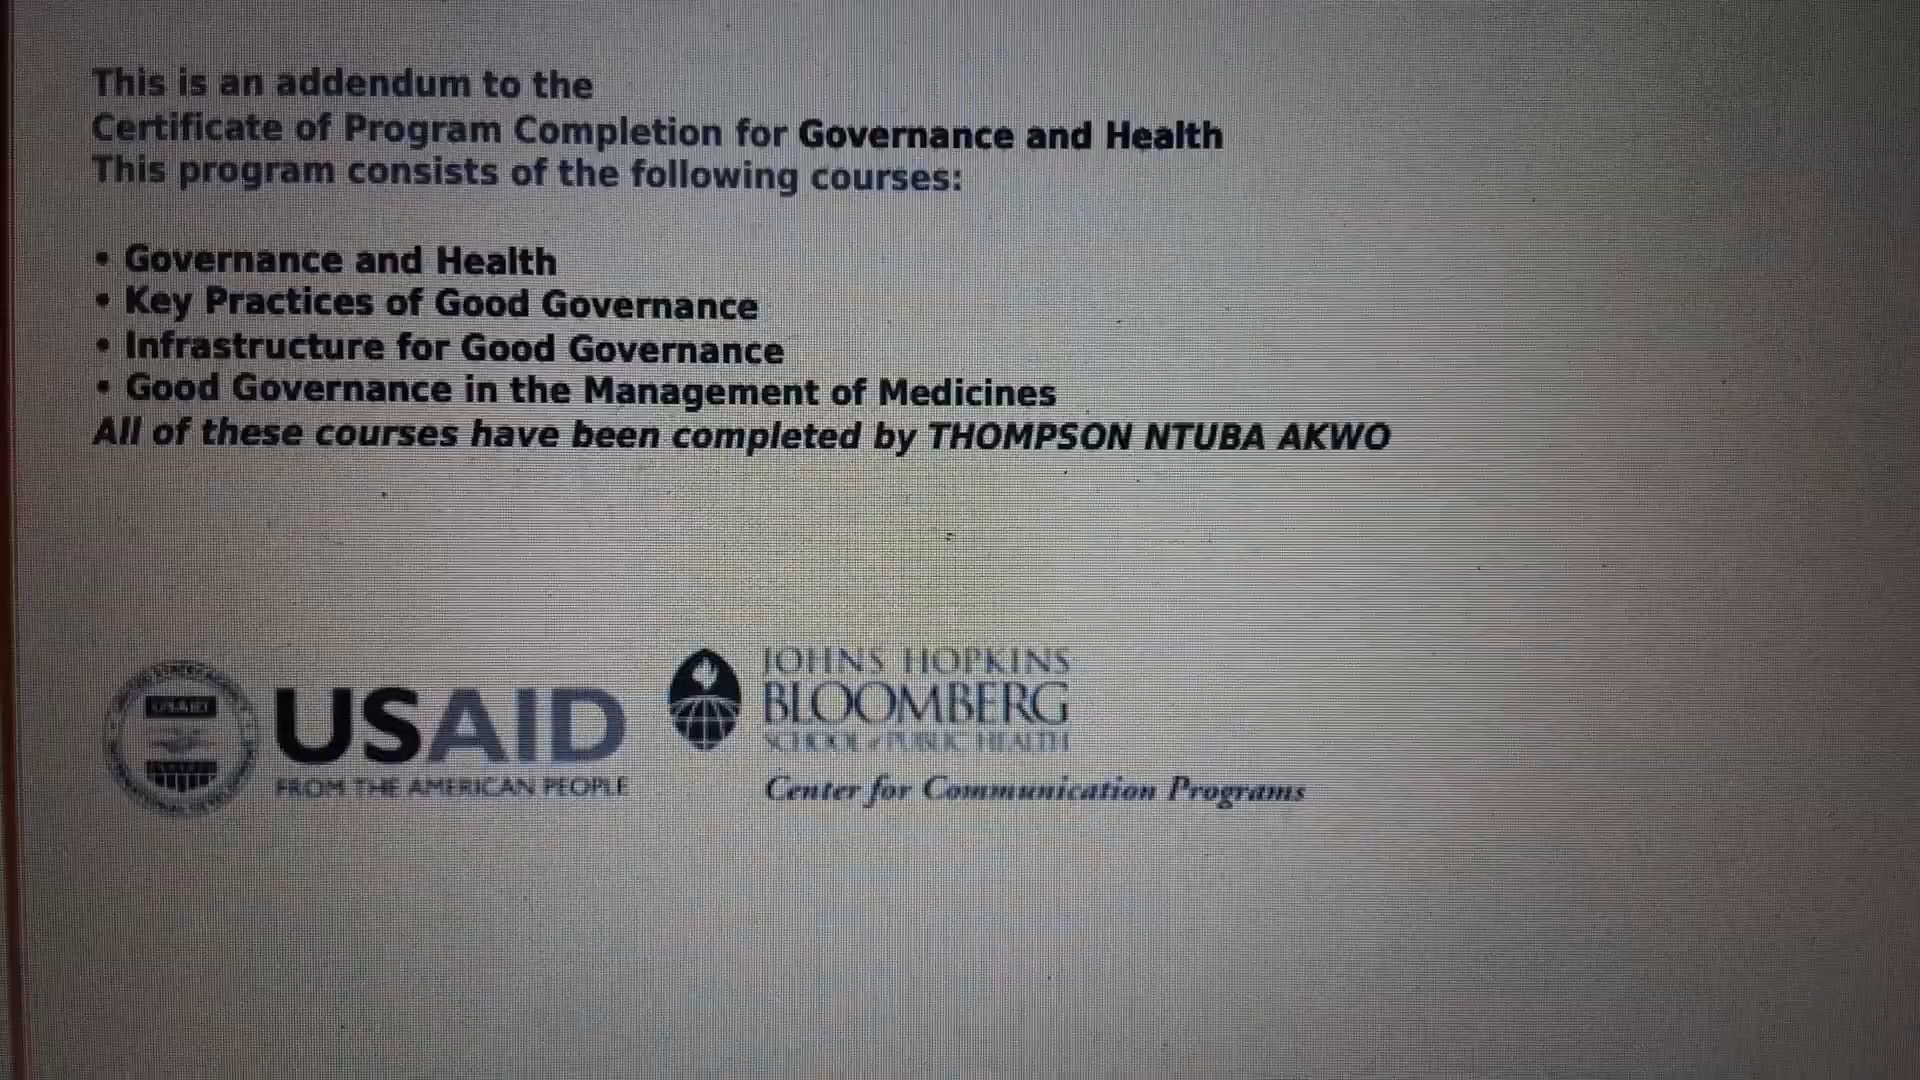 This is an addendum to the
Certificate of Program Completion for Governance and Health
This program consists of the following courses:
• Governance and Health
• Key Practices of Good Governance
• Infrastructure for Good Governance
• Good Governance in the Management of Medicines
All of these courses have been completed by THOMPSON NTUBA AKWO
USAID
USAID
FROM THE AMERICAN PEOPLE
JOHNS HOPKINS
BLOOMBERG
SCHOOL of PUBLIC HEALTH
Center for Communication Programs